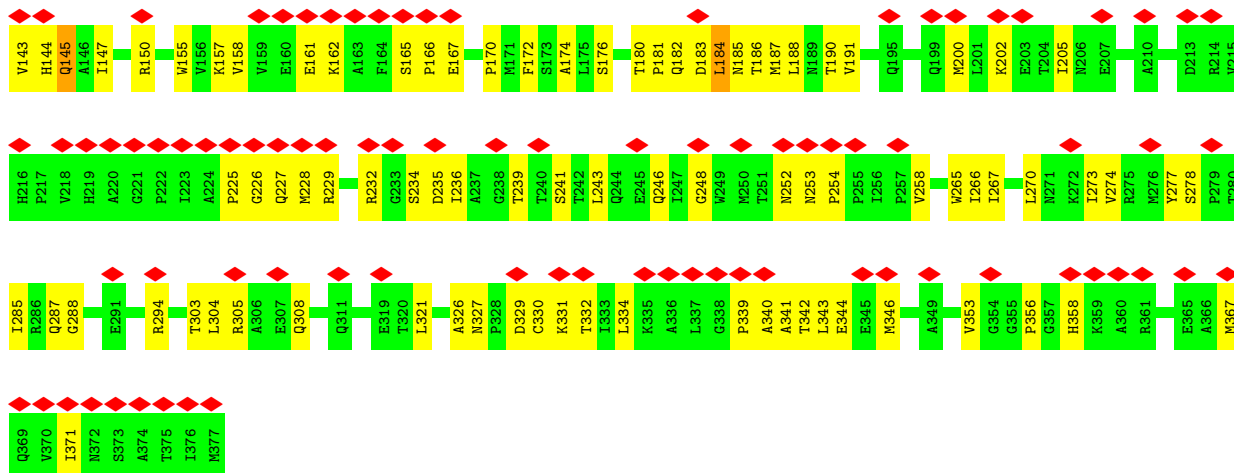 V143 H144 Q145 A146 I147 R150 W155 V156 K157 V158 V159 E160 E161 K162 A163 F164 S165 P166 E167 P170 M171 F172 S173 A174 L175 S176 T180 P181 Q182 D183 L184 N185 T186 M187 L188 N189 T190 V191 Q195 Q199 M200 L201 K202 E203 T204 I205 N206 E207 A210 D213 R214 V215
H216 P217 V218 H219 A220 G221 P222 I223 A224 P225 G226 Q227 M228 R229 R232 G233 S234 D235 I236 A237 G238 T239 T240 S241 T242 L243 Q244 E245 Q246 I247 G248 W249 M250 T251 N252 N253 P254 P255 I256 P257 V258 W265 I266 I267 L270 N271 K272 I273 V274 R275 M276 Y277 S278 P279 T280
I285 R286 Q287 G288 E291 R294 T303 L304 R305 A306 E307 Q308 Q311 E319 T320 L321 A326 N327 P328 D329 C330 K331 T332 I333 L334 K335 A336 L337 G338 P339 A340 A341 T342 L343 E344 E345 M346 A349 V353 G354 G355 P356 G357 H358 K359 A360 R361 E365 A366 M367
Q369 V370 I371 N372 S373 A374 T375 I376 M377